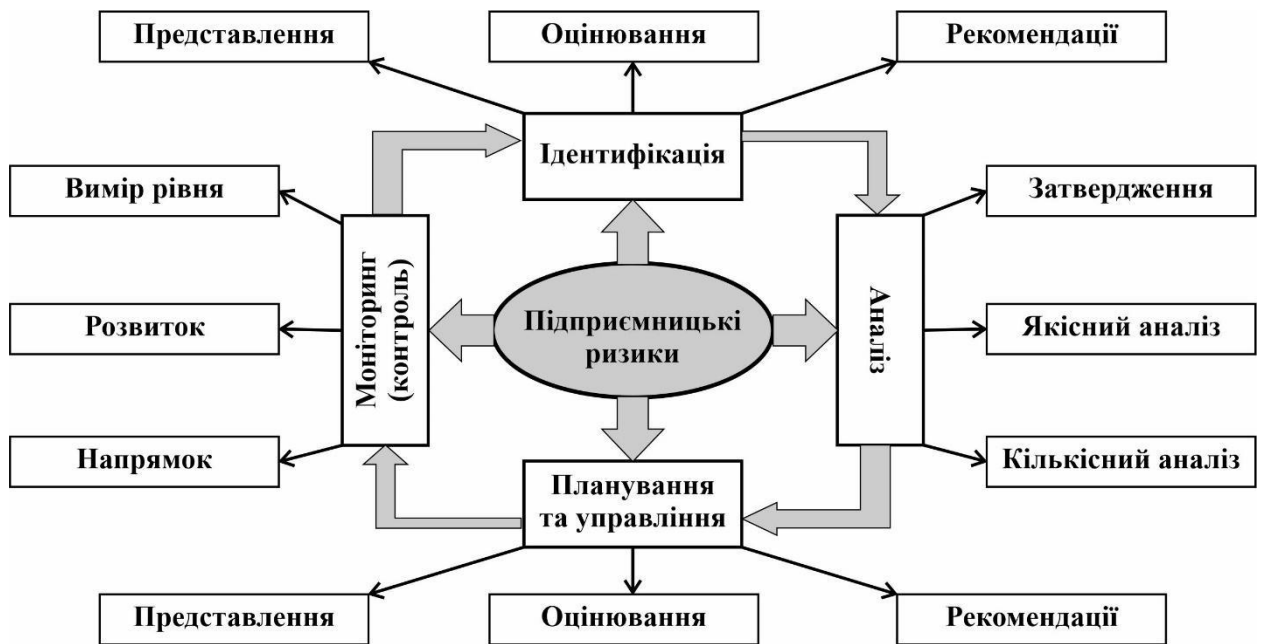 Представлення
Оцінювання
Рекомендації
Ідентифікація
Вимір рівня
Затвердження
Моніторинг
(контроль)
Підприємницькі
ризики
Аналіз
Розвиток
Якісний аналіз
Напрямок
Кількісний аналіз
Планування
та управління
Представлення
Оцінювання
Рекомендації